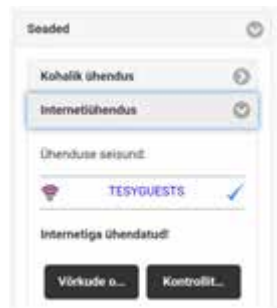 Seaded
Kohalik ühendus
Internetiühendus
Ühenduse seisund:
TESYGUESTS
Internetiga ühendatud!
Võrkude o...
Kontrollit...